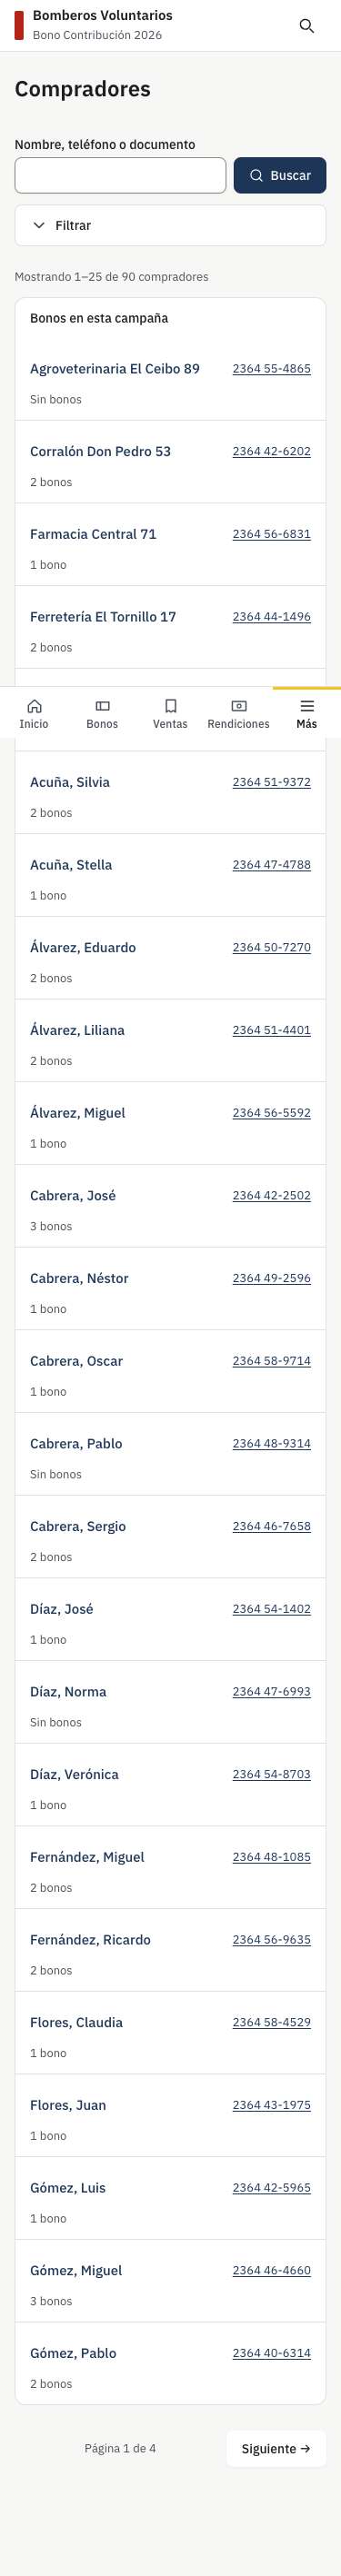 Bomberos Voluntarios
Bono Contribución 2026
Compradores
Nombre, teléfono o documento
Buscar
Filtrar
Mostrando 1–25 de 90 compradores
Bonos en esta campaña
Agroveterinaria El Ceibo 89 2364 55-4865
Sin bonos
Corralón Don Pedro 53 2364 42-6202
2 bonos
Farmacia Central 71 2364 56-6831
1 bono
Ferretería El Tornillo 17 2364 44-1496
2 bonos
Inicio Bonos Ventas Rendiciones Más
Acuña, Silvia 2364 51-9372
2 bonos
Acuña, Stella 2364 47-4788
1 bono
Álvarez, Eduardo 2364 50-7270
2 bonos
Álvarez, Liliana 2364 51-4401
2 bonos
Álvarez, Miguel 2364 56-5592
1 bono
Cabrera, José 2364 42-2502
3 bonos
Cabrera, Néstor 2364 49-2596
1 bono
Cabrera, Oscar 2364 58-9714
1 bono
Cabrera, Pablo 2364 48-9314
Sin bonos
Cabrera, Sergio 2364 46-7658
2 bonos
Díaz, José 2364 54-1402
1 bono
Díaz, Norma 2364 47-6993
Sin bonos
Díaz, Verónica 2364 54-8703
1 bono
Fernández, Miguel 2364 48-1085
2 bonos
Fernández, Ricardo 2364 56-9635
2 bonos
Flores, Claudia 2364 58-4529
1 bono
Flores, Juan 2364 43-1975
1 bono
Gómez, Luis 2364 42-5965
1 bono
Gómez, Miguel 2364 46-4660
3 bonos
Gómez, Pablo 2364 40-6314
2 bonos
Página 1 de 4 Siguiente →